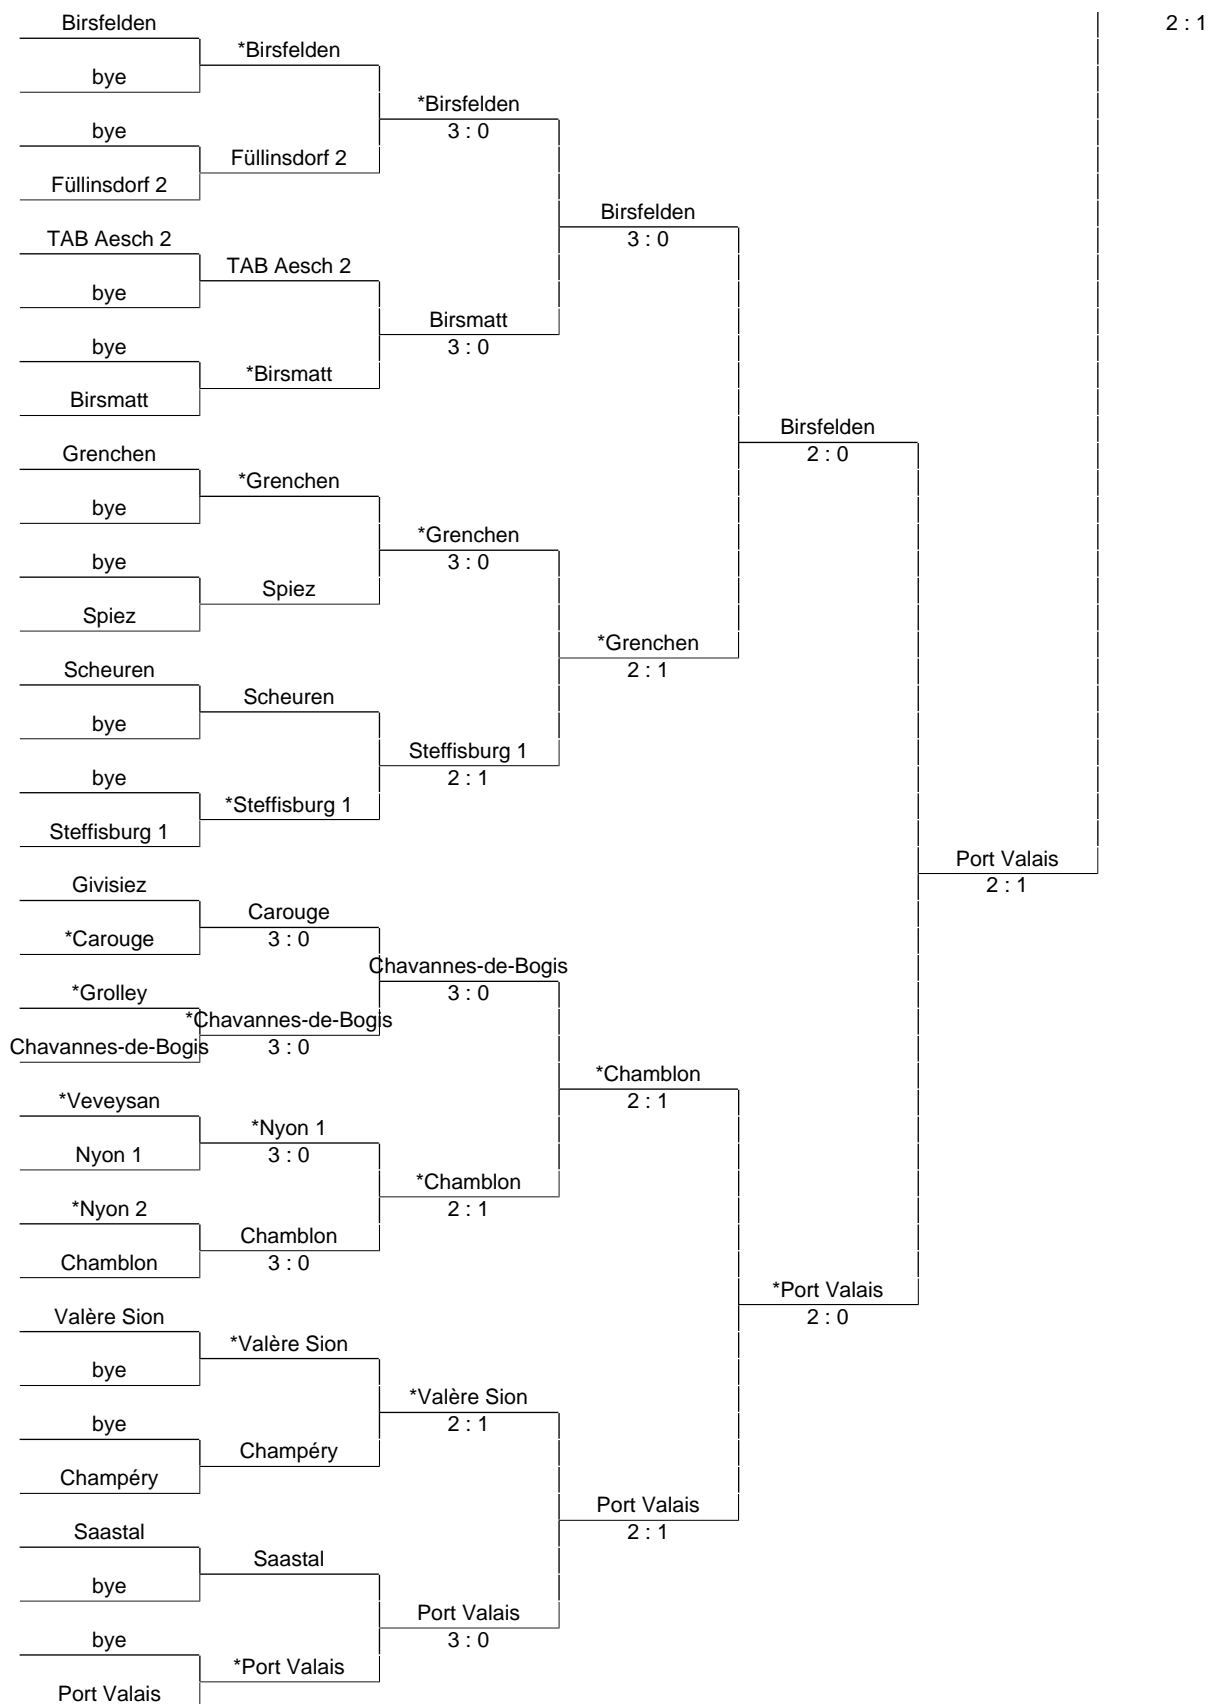 Birsfelden
2 : 1
*Birsfelden
bye
*Birsfelden
bye
3 : 0
Füllinsdorf 2
Füllinsdorf 2
Birsfelden
TAB Aesch 2
3 : 0
TAB Aesch 2
bye
Birsmatt
bye
3 : 0
*Birsmatt
Birsmatt
Birsfelden
Grenchen
2 : 0
*Grenchen
bye
*Grenchen
bye
3 : 0
Spiez
Spiez
*Grenchen
Scheuren
2 : 1
Scheuren
bye
Steffisburg 1
bye
2 : 1
*Steffisburg 1
Steffisburg 1
Port Valais
Givisiez
2 : 1
Carouge
*Carouge
3 : 0
Chavannes-de-Bogis
*Grolley
3 : 0
*Chavannes-de-Bogis
Chavannes-de-Bogis
3 : 0
*Chamblon
*Veveysan
2 : 1
*Nyon 1
Nyon 1
3 : 0
*Chamblon
*Nyon 2
2 : 1
Chamblon
Chamblon
3 : 0
*Port Valais
Valère Sion
2 : 0
*Valère Sion
bye
*Valère Sion
bye
2 : 1
Champéry
Champéry
Port Valais
Saastal
2 : 1
Saastal
bye
Port Valais
bye
3 : 0
*Port Valais
Port Valais